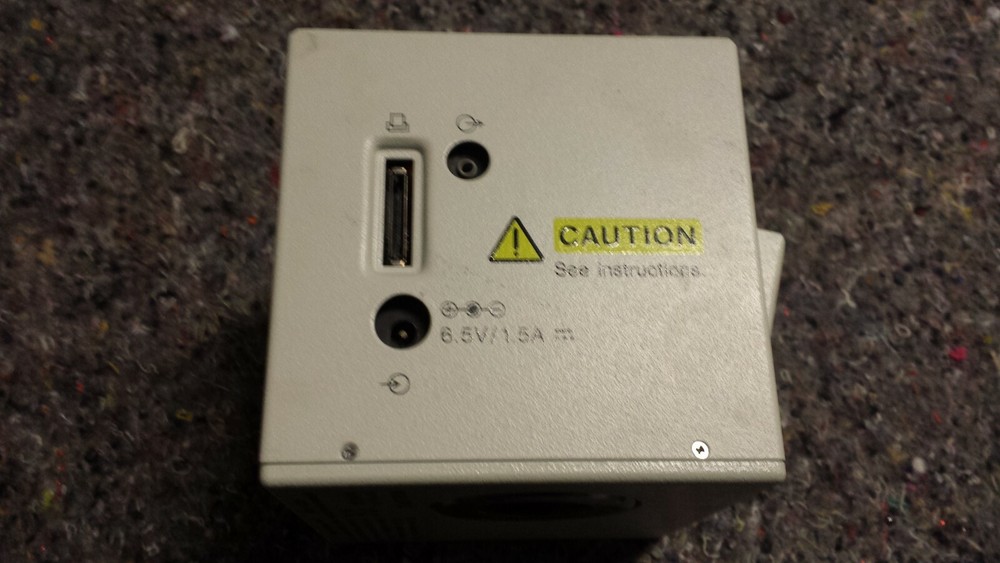 CAUTION
See instructions.
6.5V/1.5A